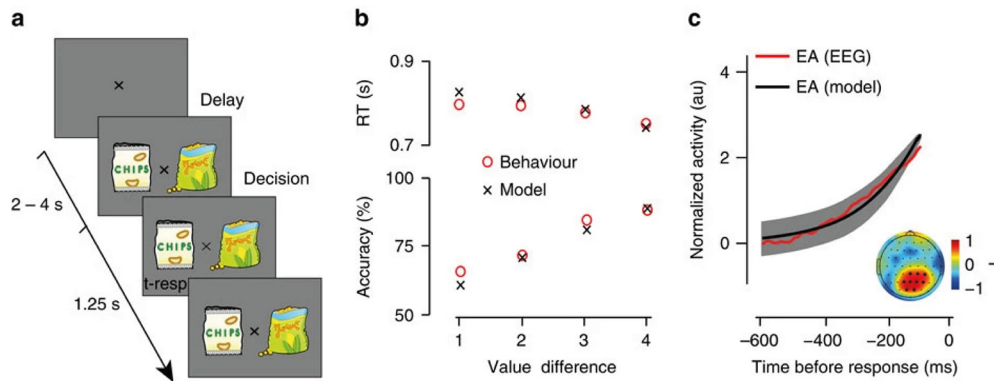 a
Delay
CHIPS
Decision
CHIPS
t-resp
CHIPS
2 – 4 s
1.25 s
b
RT (s)
0.9
0.7
Behaviour
Model
Accuracy (%)
100
75
50
1 2 3 4
Value difference
c
EA (EEG)
EA (model)
Normalized activity (au)
4
2
0
1
0
−1
−600 −400 −200 0
Time before response (ms)